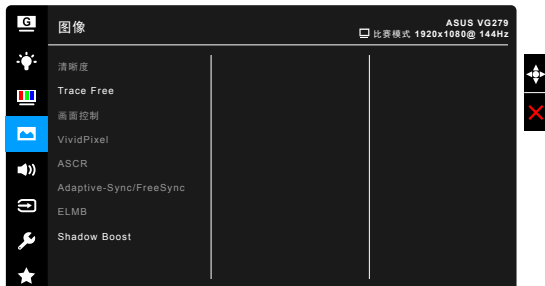 G
图像
ASUS VG279
比赛模式 1920x1080@ 144Hz
清晰度
Trace Free
画面控制
VividPixel
ASCR
Adaptive-Sync/FreeSync
ELMB
Shadow Boost